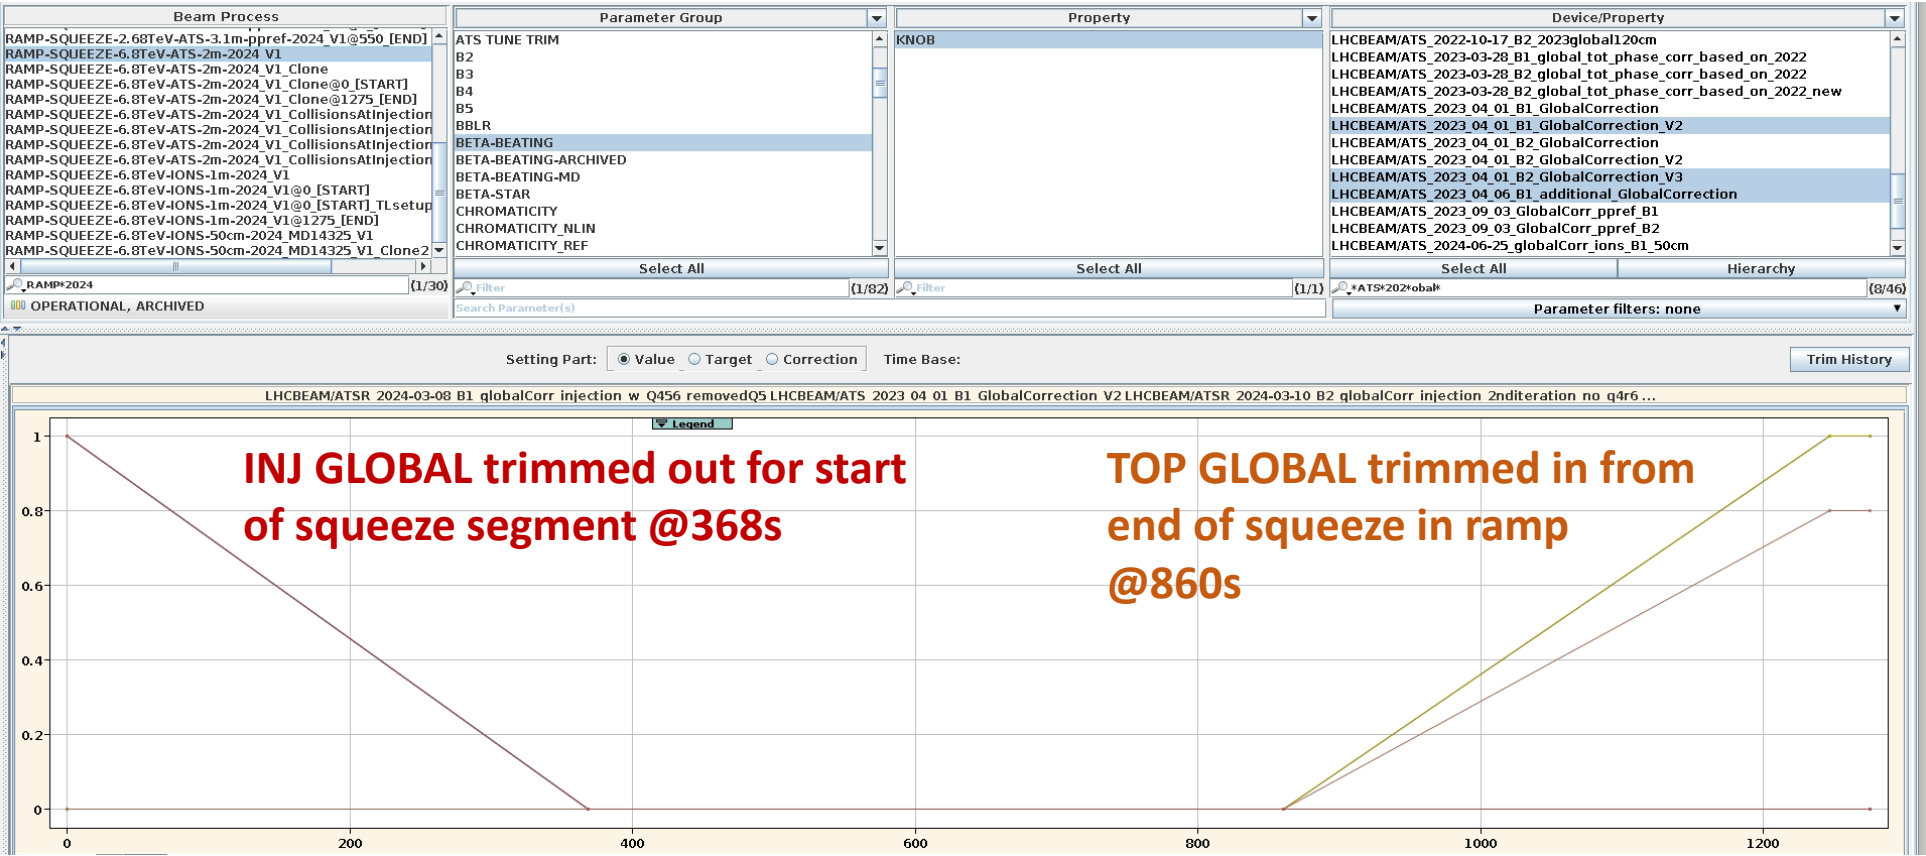 Beam Process
RAMP-SQUEEZE-2.68TeV-ATS-3.1m-ppref-2024_V1@550_[END]
RAMP-SQUEEZE-6.8TeV-ATS-2m-2024_V1
RAMP-SQUEEZE-6.8TeV-ATS-2m-2024_V1_Clone
RAMP-SQUEEZE-6.8TeV-ATS-2m-2024_V1_Clone@0_[START]
RAMP-SQUEEZE-6.8TeV-ATS-2m-2024_V1_Clone@1275_[END]
RAMP-SQUEEZE-6.8TeV-ATS-2m-2024_V1_CollisionsAtInjection
RAMP-SQUEEZE-6.8TeV-ATS-2m-2024_V1_CollisionsAtInjection
RAMP-SQUEEZE-6.8TeV-ATS-2m-2024_V1_CollisionsAtInjection
RAMP-SQUEEZE-6.8TeV-ATS-2m-2024_V1_CollisionsAtInjection
RAMP-SQUEEZE-6.8TeV-IONS-1m-2024_V1
RAMP-SQUEEZE-6.8TeV-IONS-1m-2024_V1@0_[START]
RAMP-SQUEEZE-6.8TeV-IONS-1m-2024_V1@0_[START]_TLsetup
RAMP-SQUEEZE-6.8TeV-IONS-1m-2024_V1@1275_[END]
RAMP-SQUEEZE-6.8TeV-IONS-50cm-2024_MD14325_V1
RAMP-SQUEEZE-6.8TeV-IONS-50cm-2024_MD14325_V1_Clone2
RAMP*2024
(1/30)
OPERATIONAL, ARCHIVED
Parameter Group
ATS TUNE TRIM
B2
B3
B4
B5
BBLR
BETA-BEATING
BETA-BEATING-ARCHIVED
BETA-BEATING-MD
BETA-STAR
CHROMATICITY
CHROMATICITY_NLIN
CHROMATICITY_REF
Select All
Filter
(1/82)
Search Parameter(s)
Property
KNOB
Select All
Filter
(1/1)
Device/Property
LHCBEAM/ATS_2022-10-17_B2_2023global120cm
LHCBEAM/ATS_2023-03-28_B1_global_tot_phase_corr_based_on_2022
LHCBEAM/ATS_2023-03-28_B2_global_tot_phase_corr_based_on_2022
LHCBEAM/ATS_2023-03-28_B2_global_tot_phase_corr_based_on_2022_new
LHCBEAM/ATS_2023_04_01_B1_GlobalCorrection
LHCBEAM/ATS_2023_04_01_B1_GlobalCorrection_V2
LHCBEAM/ATS_2023_04_01_B2_GlobalCorrection
LHCBEAM/ATS_2023_04_01_B2_GlobalCorrection_V2
LHCBEAM/ATS_2023_04_01_B2_GlobalCorrection_V3
LHCBEAM/ATS_2023_04_06_B1_additional_GlobalCorrection
LHCBEAM/ATS_2023_09_03_GlobalCorr_ppref_B1
LHCBEAM/ATS_2023_09_03_GlobalCorr_ppref_B2
LHCBEAM/ATS_2024-06-25_globalCorr_ions_B1_50cm
Select All
Hierarchy
*ATS*202*obal*
(8/46)
Parameter filters: none
Setting Part:
Value
Target
Correction
Time Base:
Trim History
LHCBEAM/ATSR_2024-03-08_B1_globalCorr_injection_w_Q456_removedQ5 LHCBEAM/ATS_2023_04_01_B1_GlobalCorrection_V2 LHCBEAM/ATSR_2024-03-10_B2_globalCorr_injection_2nditeration_no_q4r6 ...
Legend
INJ GLOBAL trimmed out for start
of squeeze segment @368s
TOP GLOBAL trimmed in from
end of squeeze in ramp
@860s
1
0.8
0.6
0.4
0.2
0
0
200
400
600
800
1000
1200